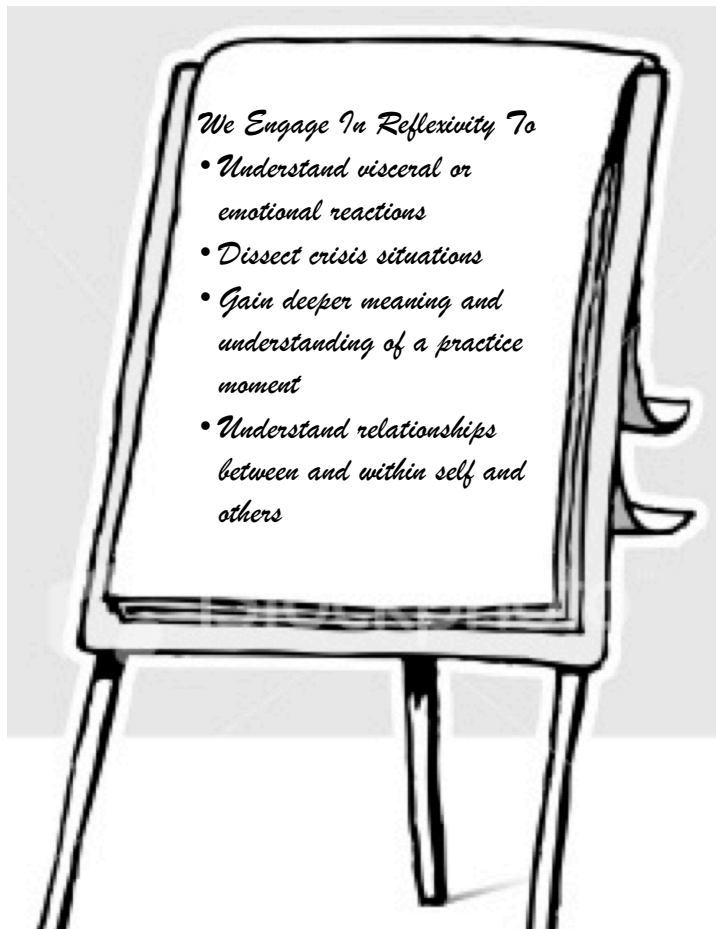 We Engage In Reflexivity To
• Understand visceral or
emotional reactions
• Dissect crisis situations
• Gain deeper meaning and
understanding of a practice
moment
• Understand relationships
between and within self and
others